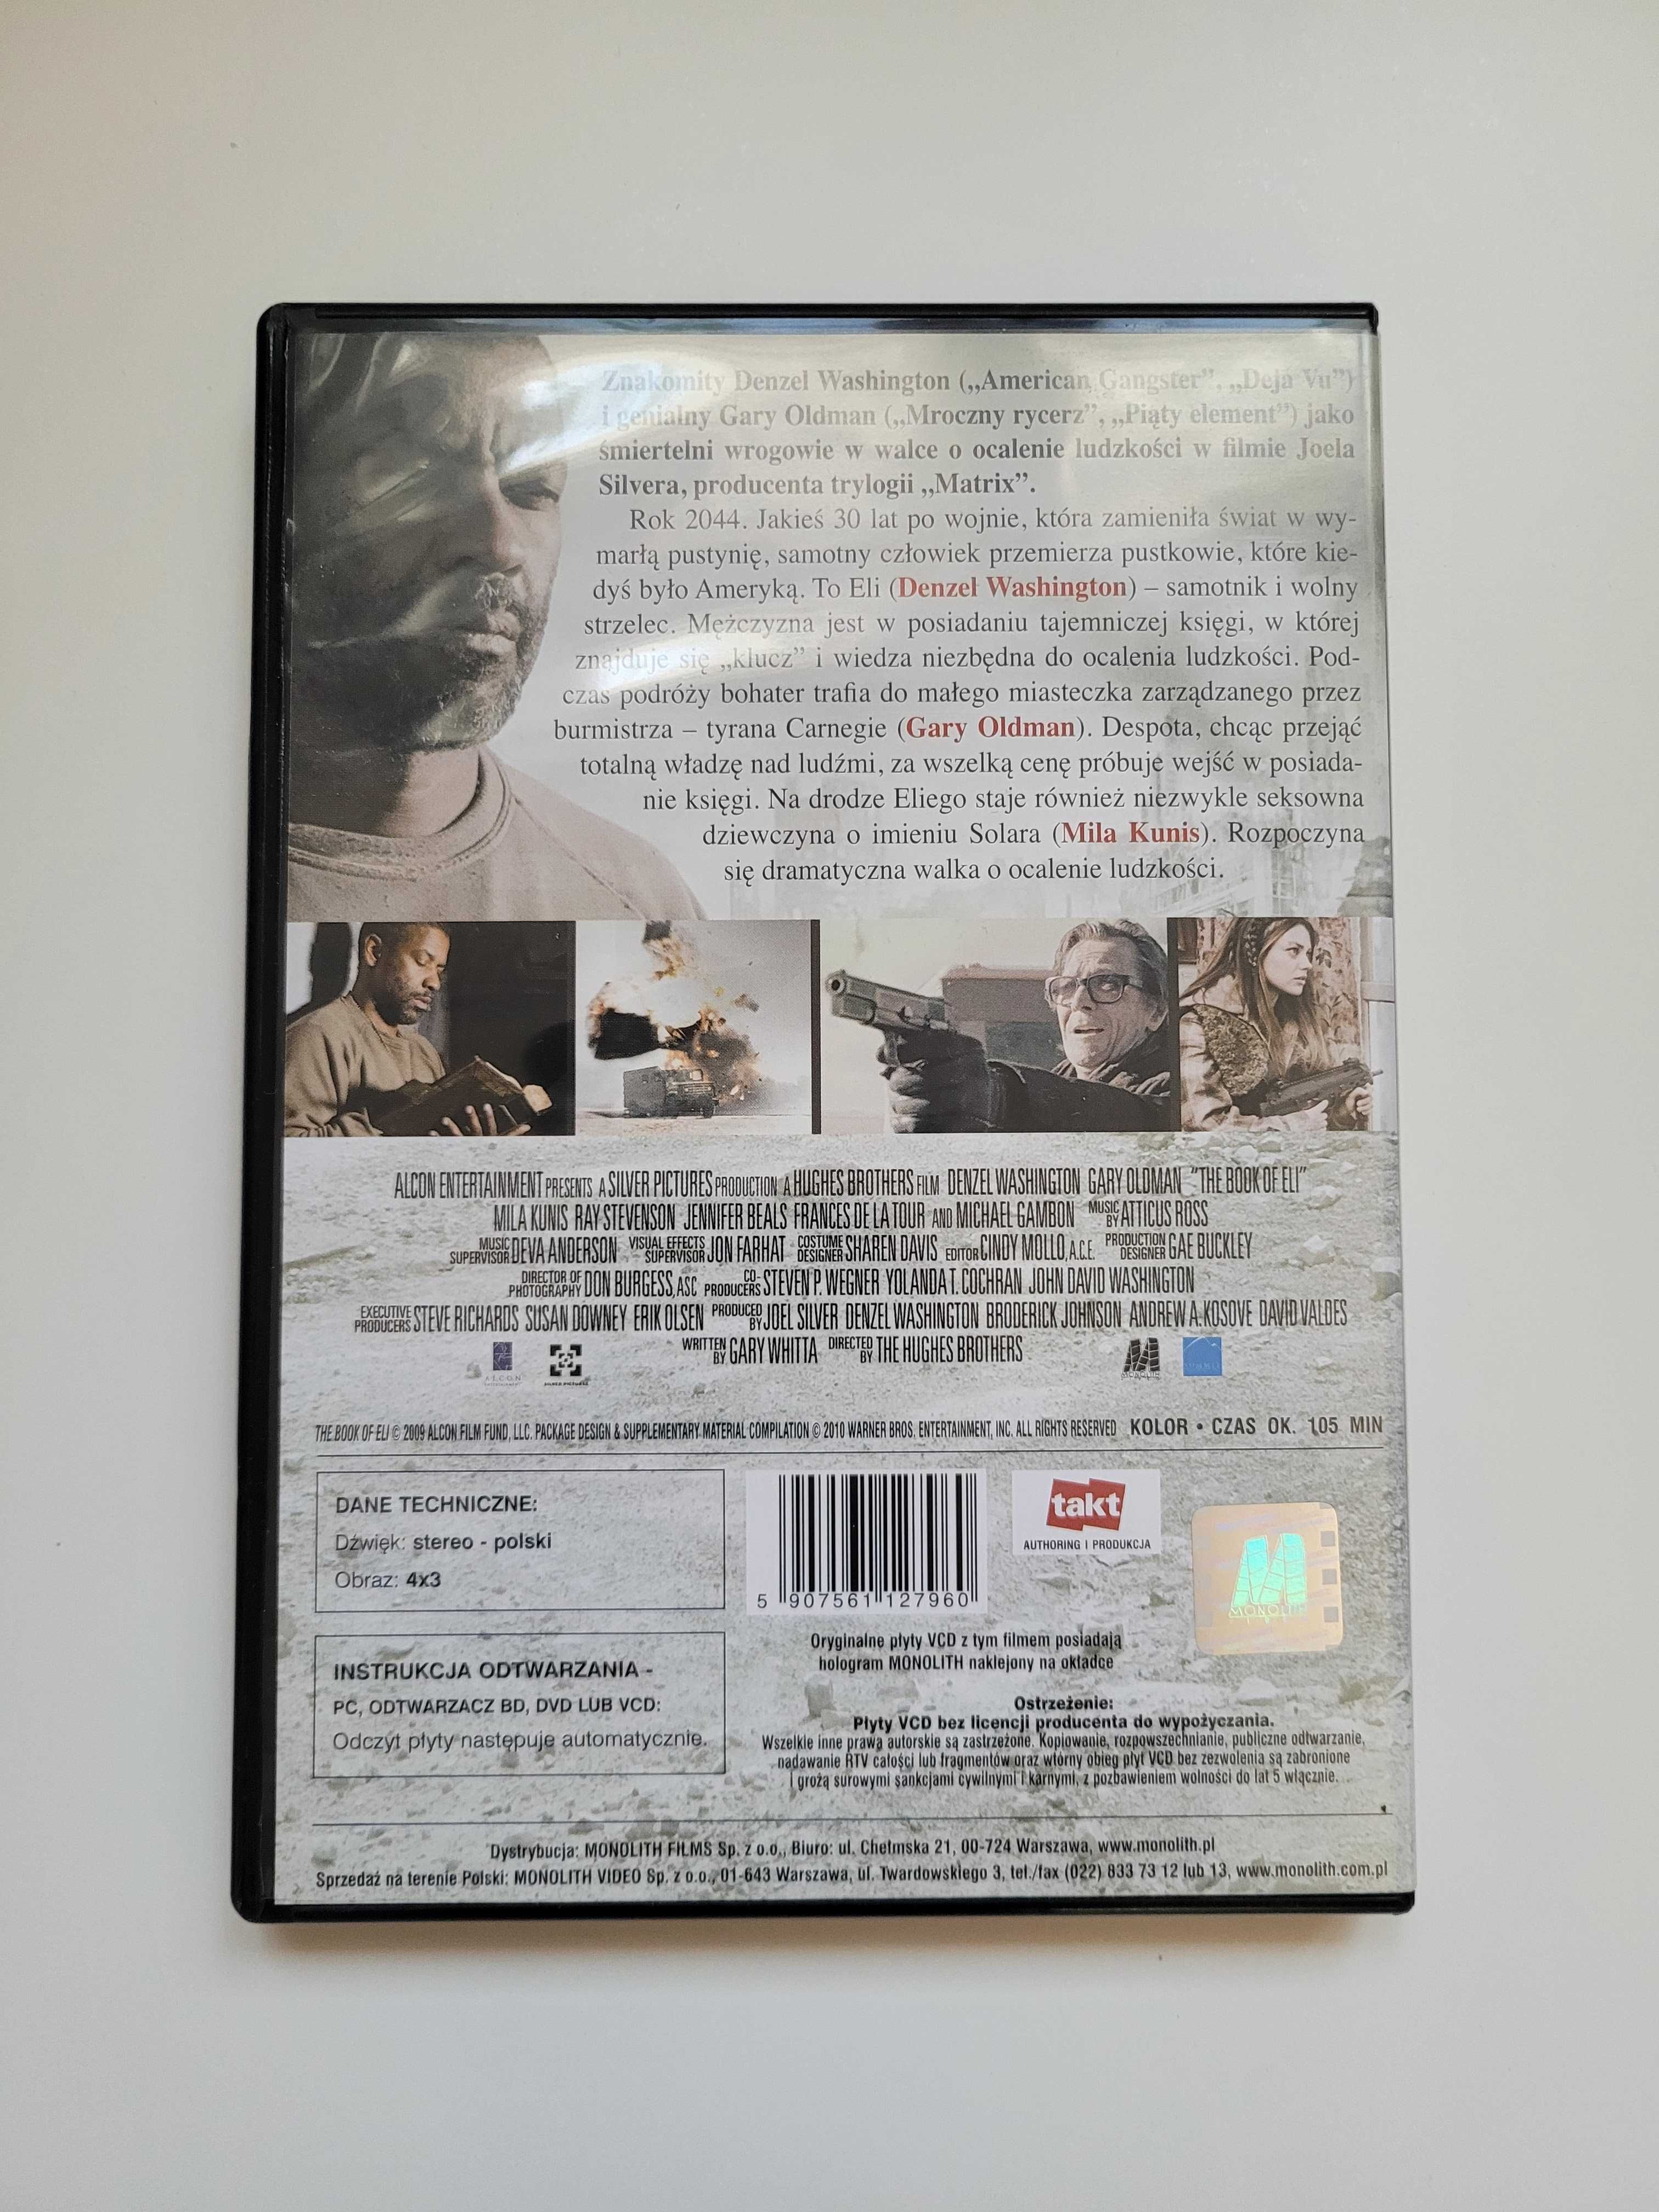 Znakomity Denzel Washington („American Gangster”, „Deja Vu”)
i genialny Gary Oldman („Mroczny rycerz”, „Piąty element”) jako
śmiertelni wrogowie w walce o ocalenie ludzkości w filmie Joela
Silvera, producenta trylogii „Matrix”.
Rok 2044. Jakieś 30 lat po wojnie, która zamieniła świat w wy-
marłą pustynię, samotny człowiek przemierza pustkowie, które kie-
dyś było Ameryką. To Eli (Denzel Washington) – samotnik i wolny
strzelec. Mężczyzna jest w posiadaniu tajemniczej księgi, w której
znajduje się „klucz” i wiedza niezbędna do ocalenia ludzkości. Pod-
czas podróży bohater trafia do małego miasteczka zarządzanego przez
burmistrza – tyrana Carnegie (Gary Oldman). Despota, chcąc przejąć
totalną władzę nad ludźmi, za wszelką cenę próbuje wejść w posiada-
nie księgi. Na drodze Eliego staje również niezwykle seksowna
dziewczyna o imieniu Solara (Mila Kunis). Rozpoczyna
się dramatyczna walka o ocalenie ludzkości.
ALCON ENTERTAINMENT PRESENTS A SILVER PICTURES PRODUCTION A HUGHES BROTHERS FILM DENZEL WASHINGTON GARY OLDMAN “THE BOOK OF ELI”
MILA KUNIS RAY STEVENSON JENNIFER BEALS FRANCES DE LA TOUR AND MICHAEL GAMBON MUSIC BY ATTICUS ROSS
MUSIC SUPERVISOR DEVA ANDERSON VISUAL EFFECTS SUPERVISOR JON FARHAT COSTUME DESIGNER SHAREN DAVIS EDITOR CINDY MOLLO, A.C.E. PRODUCTION DESIGNER GAE BUCKLEY
DIRECTOR OF PHOTOGRAPHY DON BURGESS, ASC CO-PRODUCERS STEVEN P. WEGNER YOLANDA T. COCHRAN JOHN DAVID WASHINGTON
EXECUTIVE PRODUCERS STEVE RICHARDS SUSAN DOWNEY ERIK OLSEN PRODUCED BY JOEL SILVER DENZEL WASHINGTON BRODERICK JOHNSON ANDREW A. KOSOVE DAVID VALDES
WRITTEN BY GARY WHITTA DIRECTED BY THE HUGHES BROTHERS
ALCON
SILVER PICTURES
MONOLITH
THE BOOK OF ELI © 2009 ALCON FILM FUND, LLC. PACKAGE DESIGN & SUPPLEMENTARY MATERIAL COMPILATION © 2010 WARNER BROS. ENTERTAINMENT, INC. ALL RIGHTS RESERVED KOLOR • CZAS OK. 105 MIN
DANE TECHNICZNE:
Dźwięk: stereo - polski
Obraz: 4x3
5 907561 127960
takt
AUTHORING I PRODUKCJA
MONOLITH
INSTRUKCJA ODTWARZANIA -
PC, ODTWARZACZ BD, DVD LUB VCD:
Odczyt płyty następuje automatycznie.
Oryginalne płyty VCD z tym filmem posiadają
hologram MONOLITH naklejony na okładce
Ostrzeżenie:
Płyty VCD bez licencji producenta do wypożyczania.
Wszelkie inne prawa autorskie są zastrzeżone. Kopiowanie, rozpowszechnianie, publiczne odtwarzanie,
nadawanie RTV całości lub fragmentów oraz wtórny obieg płyt VCD bez zezwolenia są zabronione
i grożą surowymi sankcjami cywilnymi i karnymi, z pozbawieniem wolności do lat 5 włącznie.
Dystrybucja: MONOLITH FILMS Sp. z o.o., Biuro: ul. Chełmska 21, 00-724 Warszawa, www.monolith.pl
Sprzedaż na terenie Polski: MONOLITH VIDEO Sp. z o.o., 01-643 Warszawa, ul. Twardowskiego 3, tel./fax (022) 833 73 12 lub 13, www.monolith.com.pl